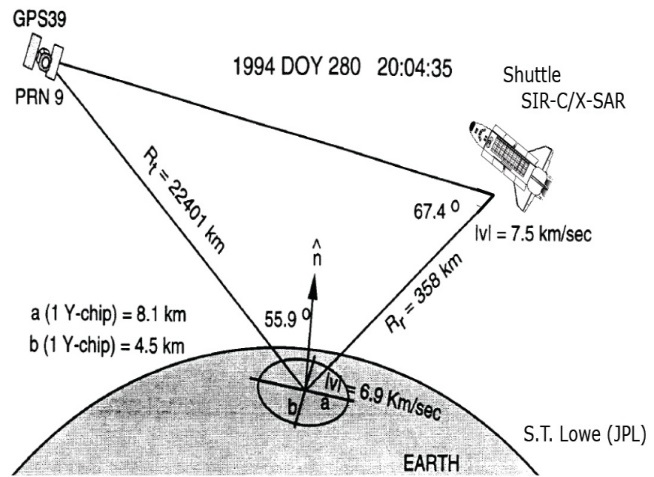 GPS39
PRN 9
1994 DOY 280 20:04:35
Shuttle
SIR-C/X-SAR
Rt = 22401 km
67.4 o
|v| = 7.5 km/sec
n̂
Rr = 358 km
a (1 Y-chip) = 8.1 km
b (1 Y-chip) = 4.5 km
55.9 o
|v| = 6.9 Km/sec
b
a
S.T. Lowe (JPL)
EARTH